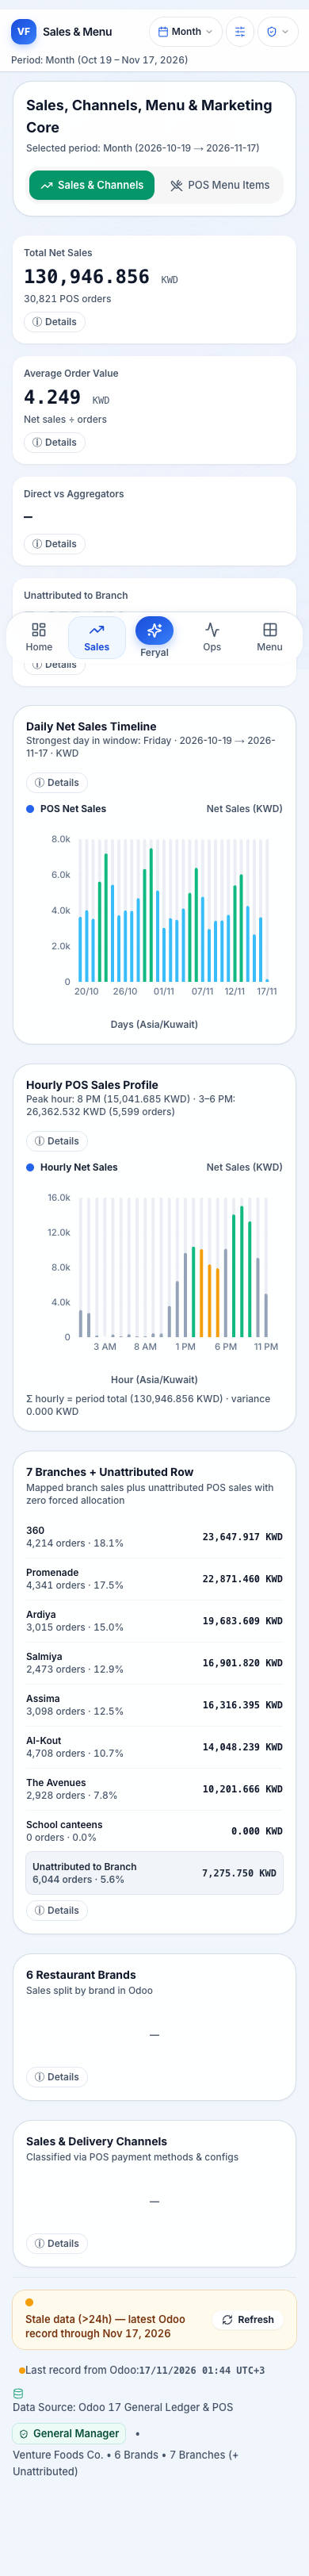 VF Sales & Menu Month
Period: Month (Oct 19 – Nov 17, 2026)
Sales, Channels, Menu & Marketing
Core
Selected period: Month (2026-10-19 → 2026-11-17)
Sales & Channels POS Menu Items
Total Net Sales
130,946.856 KWD
30,821 POS orders
ⓘ Details
Average Order Value
4.249 KWD
Net sales ÷ orders
ⓘ Details
Direct vs Aggregators
—
ⓘ Details
Unattributed to Branch
Home Sales Feryal Ops Menu
ⓘ Details
Daily Net Sales Timeline
Strongest day in window: Friday · 2026-10-19 → 2026-
11-17 · KWD
ⓘ Details
POS Net Sales Net Sales (KWD)
8.0k
6.0k
4.0k
2.0k
0
20/10 26/10 01/11 07/11 12/11 17/11
Days (Asia/Kuwait)
Hourly POS Sales Profile
Peak hour: 8 PM (15,041.685 KWD) · 3–6 PM:
26,362.532 KWD (5,599 orders)
ⓘ Details
Hourly Net Sales Net Sales (KWD)
16.0k
12.0k
8.0k
4.0k
0
3 AM 8 AM 1 PM 6 PM 11 PM
Hour (Asia/Kuwait)
Σ hourly = period total (130,946.856 KWD) · variance
0.000 KWD
7 Branches + Unattributed Row
Mapped branch sales plus unattributed POS sales with
zero forced allocation
360
4,214 orders · 18.1% 23,647.917 KWD
Promenade
4,341 orders · 17.5% 22,871.460 KWD
Ardiya
3,015 orders · 15.0% 19,683.609 KWD
Salmiya
2,473 orders · 12.9% 16,901.820 KWD
Assima
3,098 orders · 12.5% 16,316.395 KWD
Al-Kout
4,708 orders · 10.7% 14,048.239 KWD
The Avenues
2,928 orders · 7.8% 10,201.666 KWD
School canteens
0 orders · 0.0% 0.000 KWD
Unattributed to Branch
6,044 orders · 5.6% 7,275.750 KWD
ⓘ Details
6 Restaurant Brands
Sales split by brand in Odoo
—
ⓘ Details
Sales & Delivery Channels
Classified via POS payment methods & configs
—
ⓘ Details
Stale data (>24h) — latest Odoo
record through Nov 17, 2026
Refresh
Last record from Odoo:17/11/2026 01:44 UTC+3
Data Source: Odoo 17 General Ledger & POS
General Manager •
Venture Foods Co. • 6 Brands • 7 Branches (+
Unattributed)